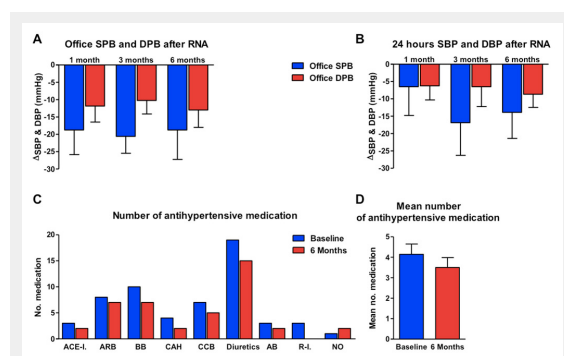 A
Office SPB and DPB after RNA
1 month
3 months
6 months
0
-5
-10
-15
-20
-25
-30
ΔSBP & DBP (mmHg)
Office SPB
Office DPB
B
24 hours SBP and DBP after RNA
1 month
3 months
6 months
0
-5
-10
-15
-20
-25
-30
ΔSBP & DBP (mmHg)
C
Number of antihypertensive medication
20
15
10
5
0
No. medication
Baseline
6 Months
ACE-I.
ARB
BB
CAH
CCB
Diuretics
AB
R-I.
NO
D
Mean number
of antihypertensive medication
5
4
3
2
1
0
Mean no. medication
Baseline
6 Months